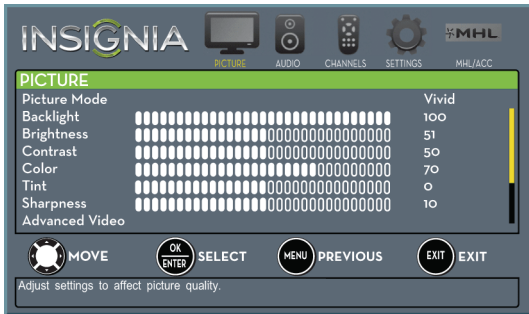 INSIGNIA
PICTURE AUDIO CHANNELS SETTINGS MHL MHL/ACC
PICTURE
Picture Mode Vivid
Backlight 100
Brightness 51
Contrast 50
Color 70
Tint 0
Sharpness 10
Advanced Video
MOVE OK ENTER SELECT MENU PREVIOUS EXIT EXIT
Adjust settings to affect picture quality.